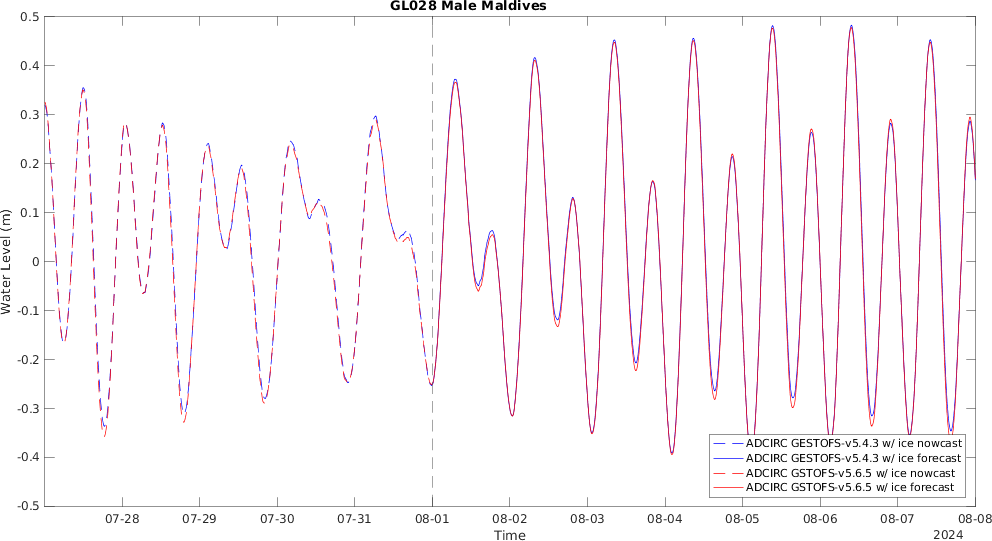 GL028 Male Maldives
0.5
0.4
0.3
0.2
0.1
0
-0.1
-0.2
-0.3
-0.4
-0.5
Water Level (m)
ADCIRC GESTOFS-v5.4.3 w/ ice nowcast
ADCIRC GESTOFS-v5.4.3 w/ ice forecast
ADCIRC GSTOFS-v5.6.5 w/ ice nowcast
ADCIRC GSTOFS-v5.6.5 w/ ice forecast
07-28 07-29 07-30 07-31 08-01 08-02 08-03 08-04 08-05 08-06 08-07 08-08
Time
2024